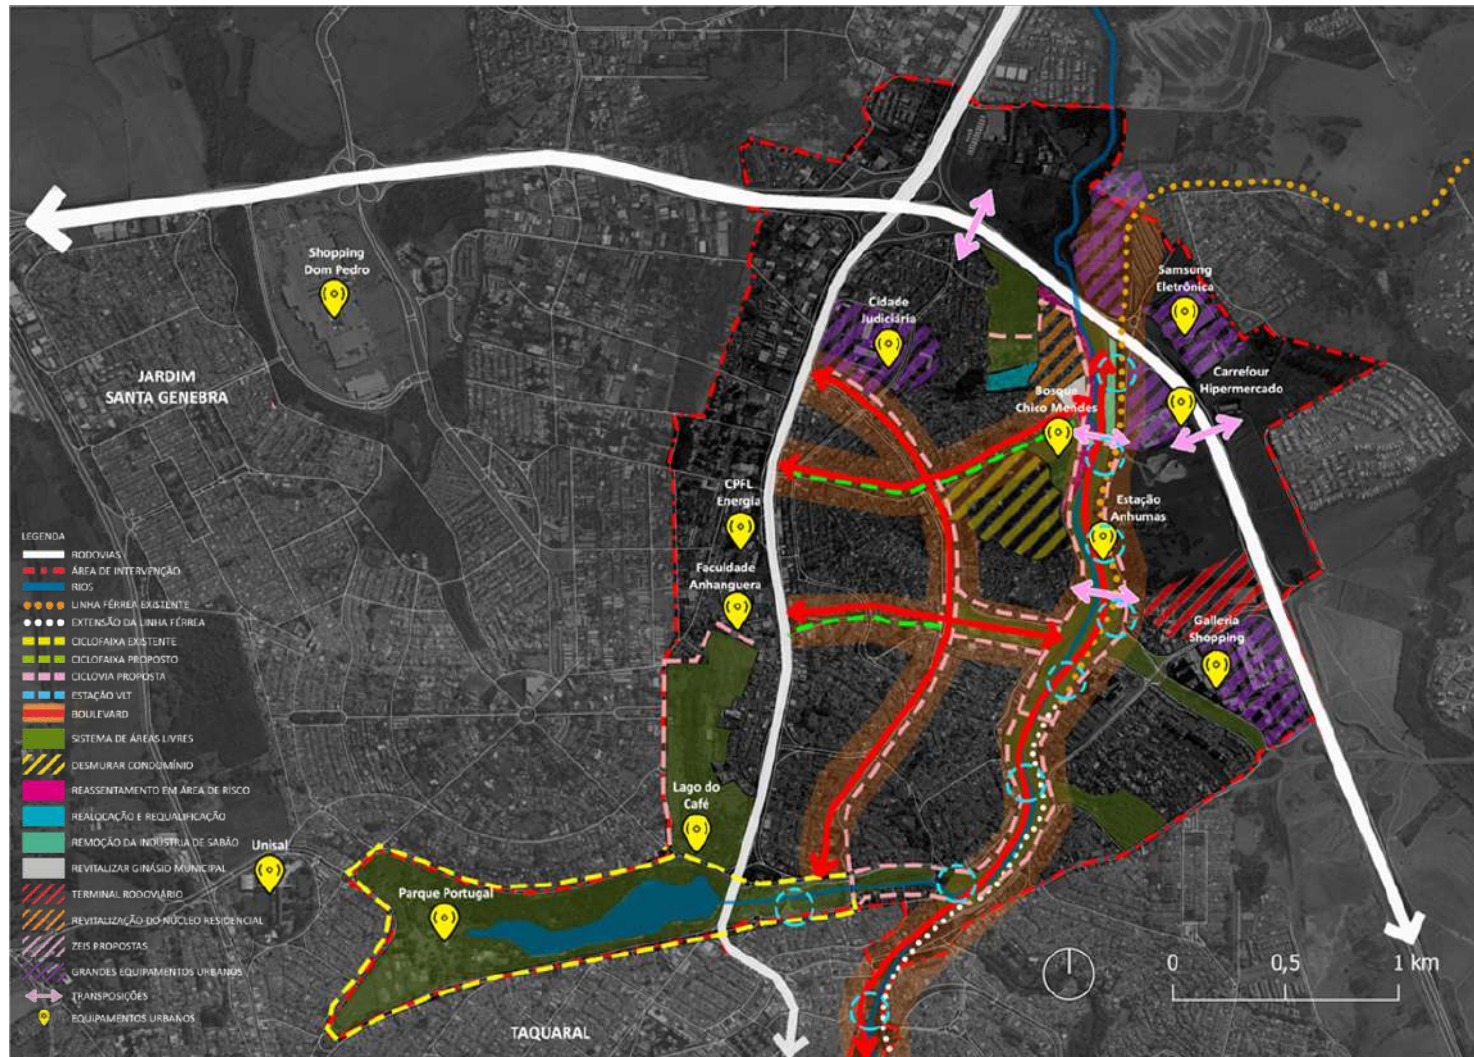 Shopping
Dom Pedro
Cidade
Judiciária
Samsung
Eletrônica
JARDIM
SANTA GENEBRA
Carrefour
Hipermercado
Bosque
Chico Mendes
CPFL
Energia
Estação
Anhumas
Faculdade
Anhanguera
Galleria
Shopping
Lago do
Café
Unisal
Parque Portugal
TAQUARAL
LEGENDA
RODOVIAS
ÁREA DE INTERVENÇÃO
RIOS
LINHA FÉRREA EXISTENTE
EXTENSÃO DA LINHA FÉRREA
CICLOFAIXA EXISTENTE
CICLOFAIXA PROPOSTO
CICLOVIA PROPOSTA
ESTAÇÃO VLT
BOULEVARD
SISTEMA DE ÁREAS LIVRES
DESMURAR CONDOMÍNIO
REASSENTAMENTO EM ÁREA DE RISCO
REALOCAÇÃO E REQUALIFICAÇÃO
REMOÇÃO DA INDUSTRIA DE SABÃO
REVITALIZAR GINÁSIO MUNICIPAL
TERMINAL RODOVIÁRIO
REVITALIZAÇÃO DO NÚCLEO RESIDENCIAL
ZEIS PROPOSTAS
GRANDES EQUIPAMENTOS URBANOS
TRANSPOSIÇÕES
EQUIPAMENTOS URBANOS
0 0,5 1 km